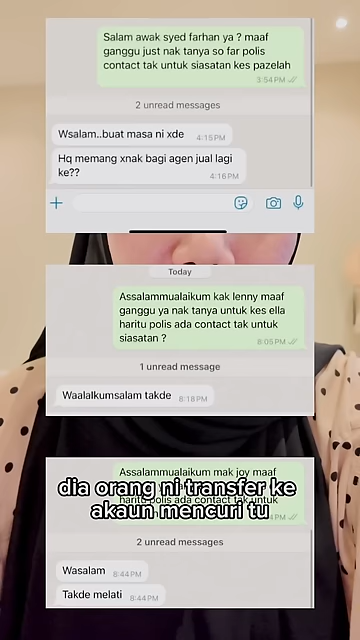 Salam awak syed farhan ya ? maaf
ganggu just nak tanya so far polis
contact tak untuk siasatan kes pazelah
3:54 PM
2 unread messages
Wsalam..buat masa ni xde
4:15 PM
Hq memang xnak bagi agen jual lagi
ke??
4:16 PM
Today
Assalammualaikum kak lenny maaf
ganggu ya nak tanya untuk kes ella
haritu polis ada contact tak untuk
siasatan ?
8:05 PM
1 unread message
Waalalkumsalam takde
8:18 PM
Assalammualaikum mak joy maaf
dia orang ni transfer ke
akaun mencuri tu
2 unread messages
Wasalam
8:44 PM
Takde melati
8:44 PM